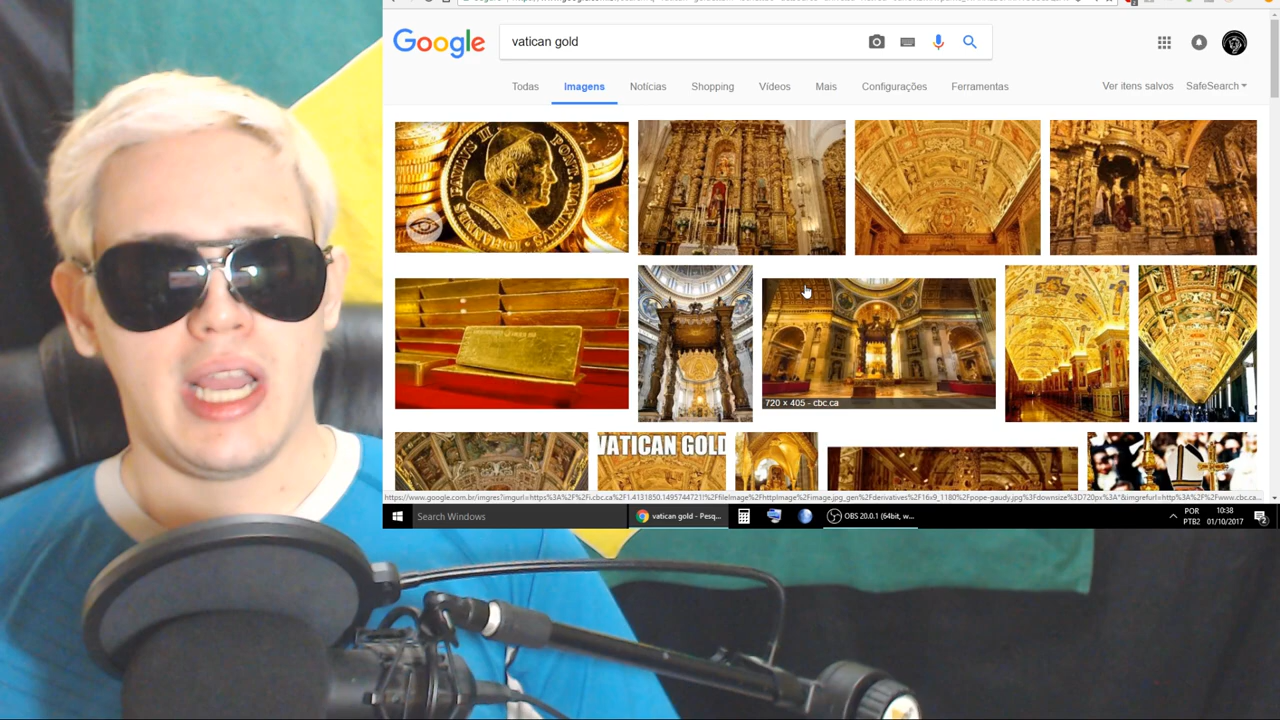 Google
vatican gold
Todas
Imagens
Notícias
Shopping
Vídeos
Mais
Configurações
Ferramentas
Ver itens salvos
SafeSearch
720 × 405 - cbc.ca
VATICAN GOLD
Search Windows
vatican gold - Pesq...
OBS 20.0.1 (64bit, w...
POR
PTB2
10:38
01/10/2017
2